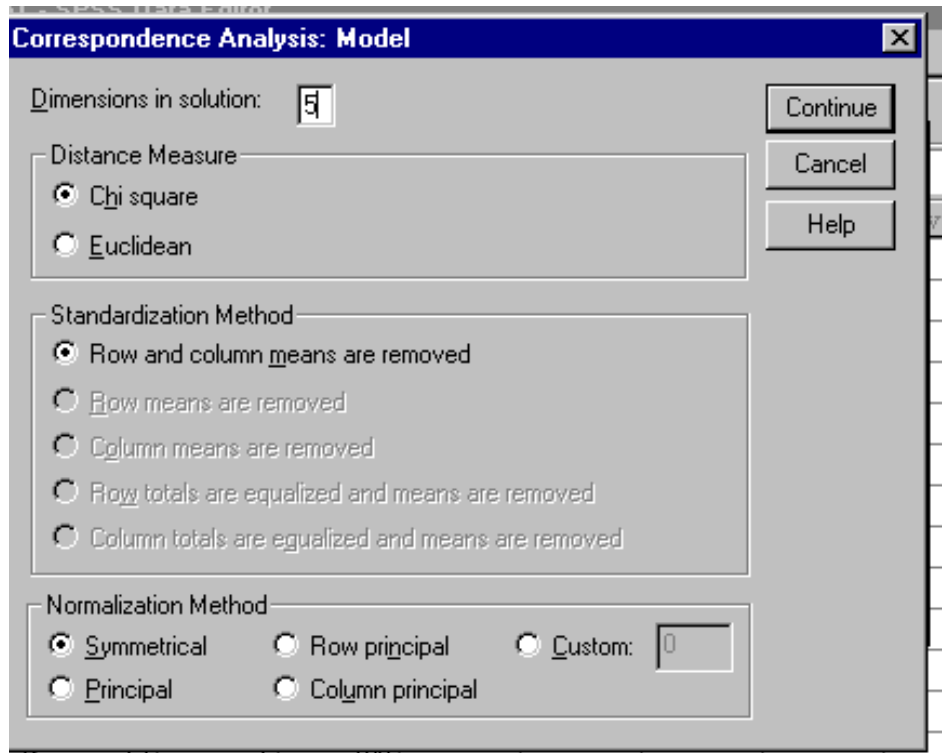 - SPSS Data Editor
Correspondence Analysis: Model
Dimensions in solution: 5
Continue
Distance Measure
Cancel
Chi square
Help
Euclidean
Standardization Method
Row and column means are removed
Row means are removed
Column means are removed
Row totals are equalized and means are removed
Column totals are equalized and means are removed
Normalization Method
Symmetrical Row principal Custom: 0
Principal Column principal